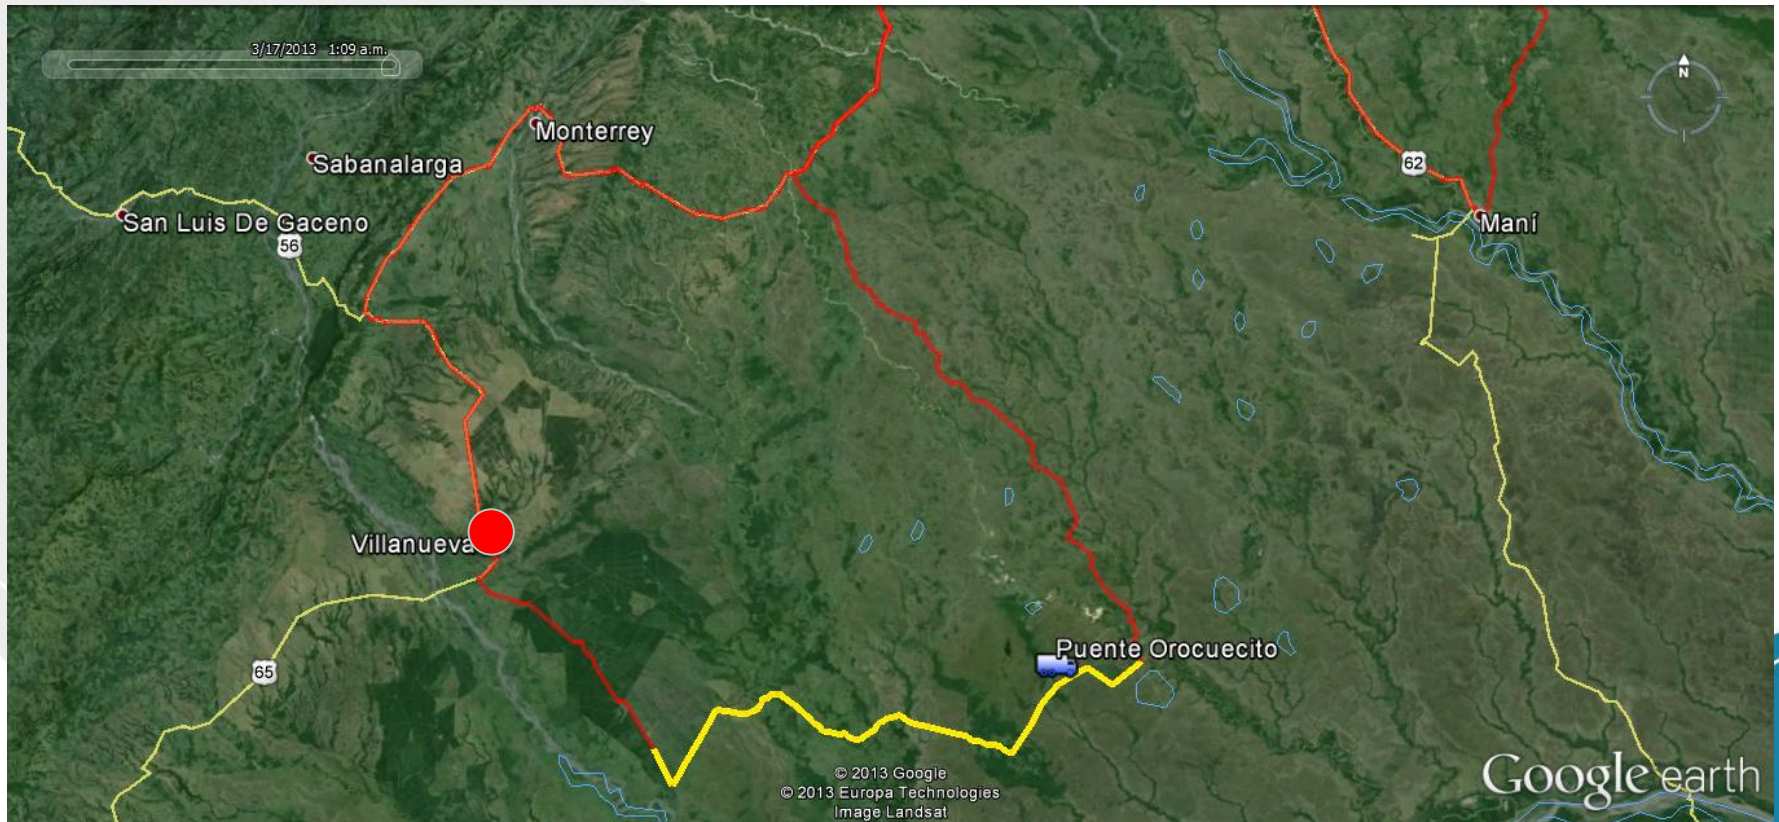 3/17/2013 1:09 a.m.
N
Monterrey
Sabanalarga
62
San Luis De Gaceno
Maní
56
Villanueva
Puente Orocuecito
65
© 2013 Google
© 2013 Europa Technologies
Image Landsat
Google earth